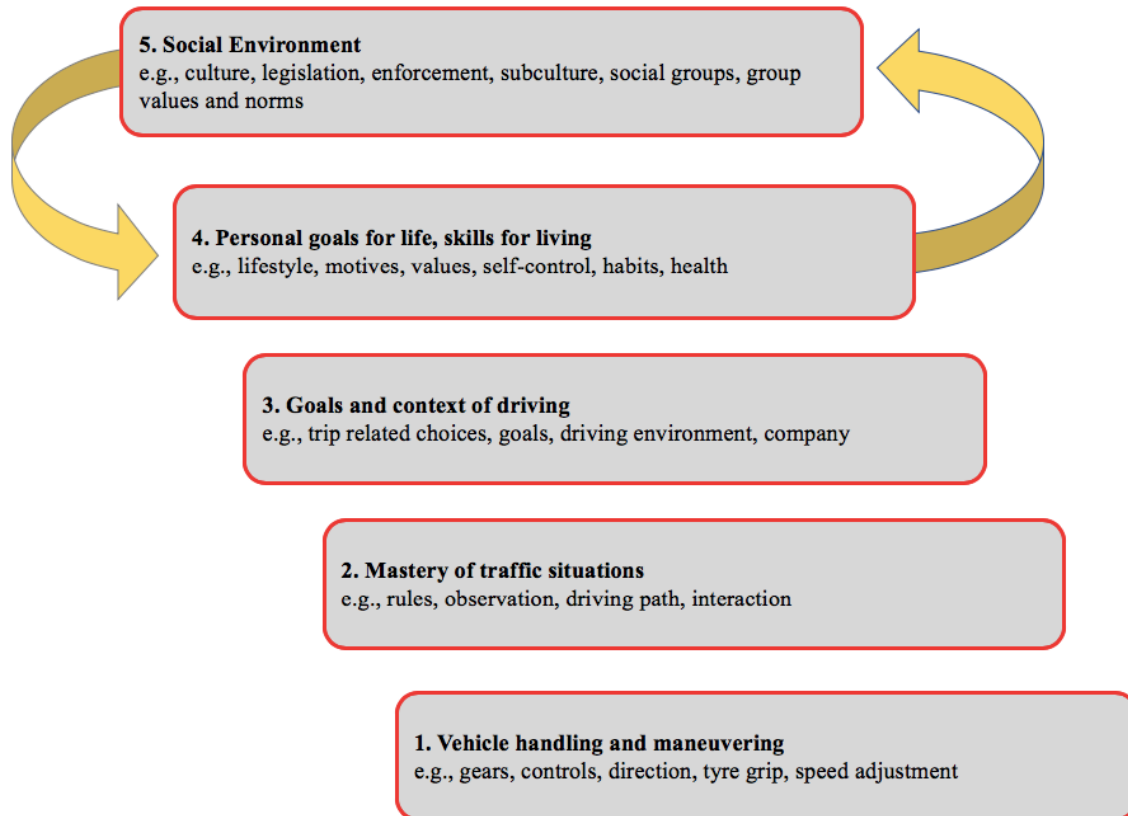 5. Social Environment
e.g., culture, legislation, enforcement, subculture, social groups, group
values and norms
4. Personal goals for life, skills for living
e.g., lifestyle, motives, values, self-control, habits, health
3. Goals and context of driving
e.g., trip related choices, goals, driving environment, company
2. Mastery of traffic situations
e.g., rules, observation, driving path, interaction
1. Vehicle handling and maneuvering
e.g., gears, controls, direction, tyre grip, speed adjustment